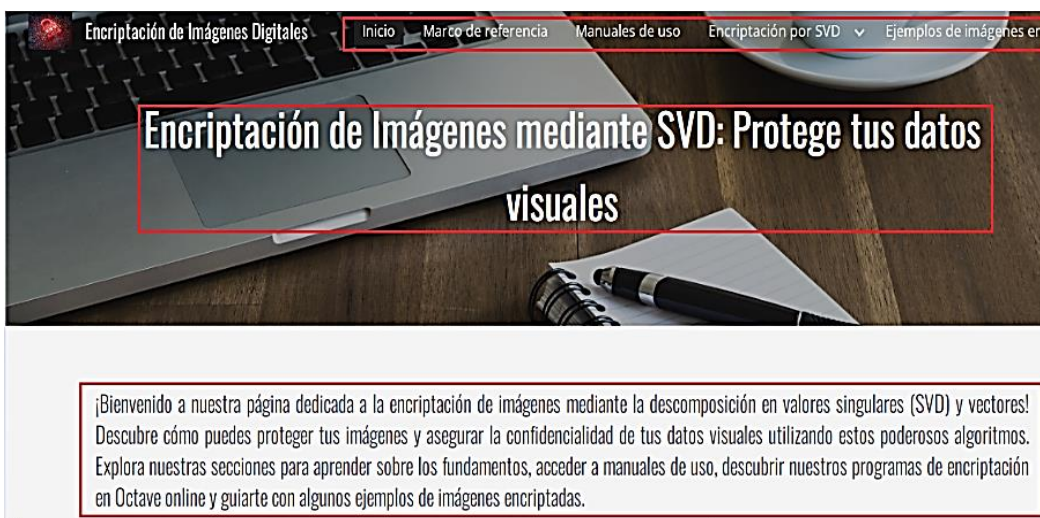 Encriptación de Imágenes Digitales
Inicio Marco de referencia Manuales de uso Encriptación por SVD Ejemplos de imágenes en
Encriptación de Imágenes mediante SVD: Protege tus datos
visuales
¡Bienvenido a nuestra página dedicada a la encriptación de imágenes mediante la descomposición en valores singulares (SVD) y vectores!
Descubre cómo puedes proteger tus imágenes y asegurar la confidencialidad de tus datos visuales utilizando estos poderosos algoritmos.
Explora nuestras secciones para aprender sobre los fundamentos, acceder a manuales de uso, descubrir nuestros programas de encriptación
en Octave online y guiarte con algunos ejemplos de imágenes encriptadas.